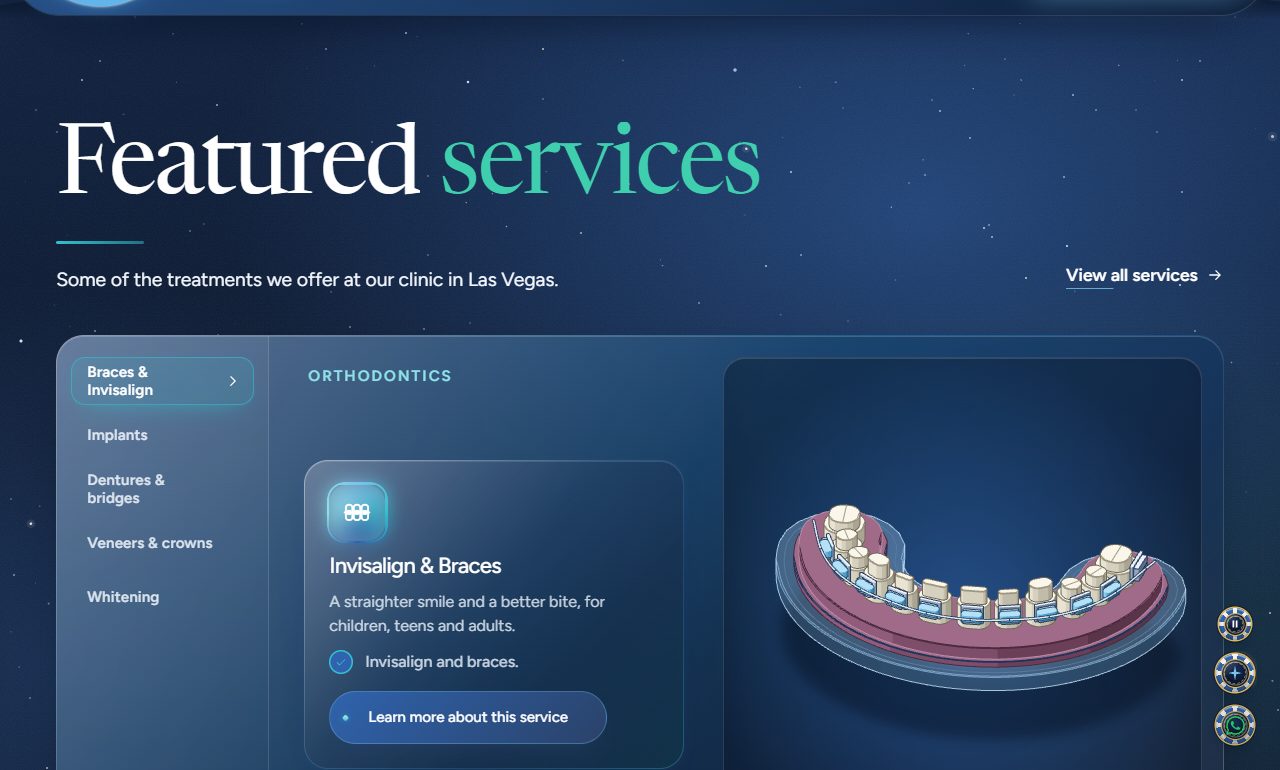 Featured services
Some of the treatments we offer at our clinic in Las Vegas.
View all services
Braces &
Invisalign
Implants
Dentures &
bridges
Veneers & crowns
Whitening
ORTHODONTICS
Invisalign & Braces
A straighter smile and a better bite, for
children, teens and adults.
Invisalign and braces.
Learn more about this service